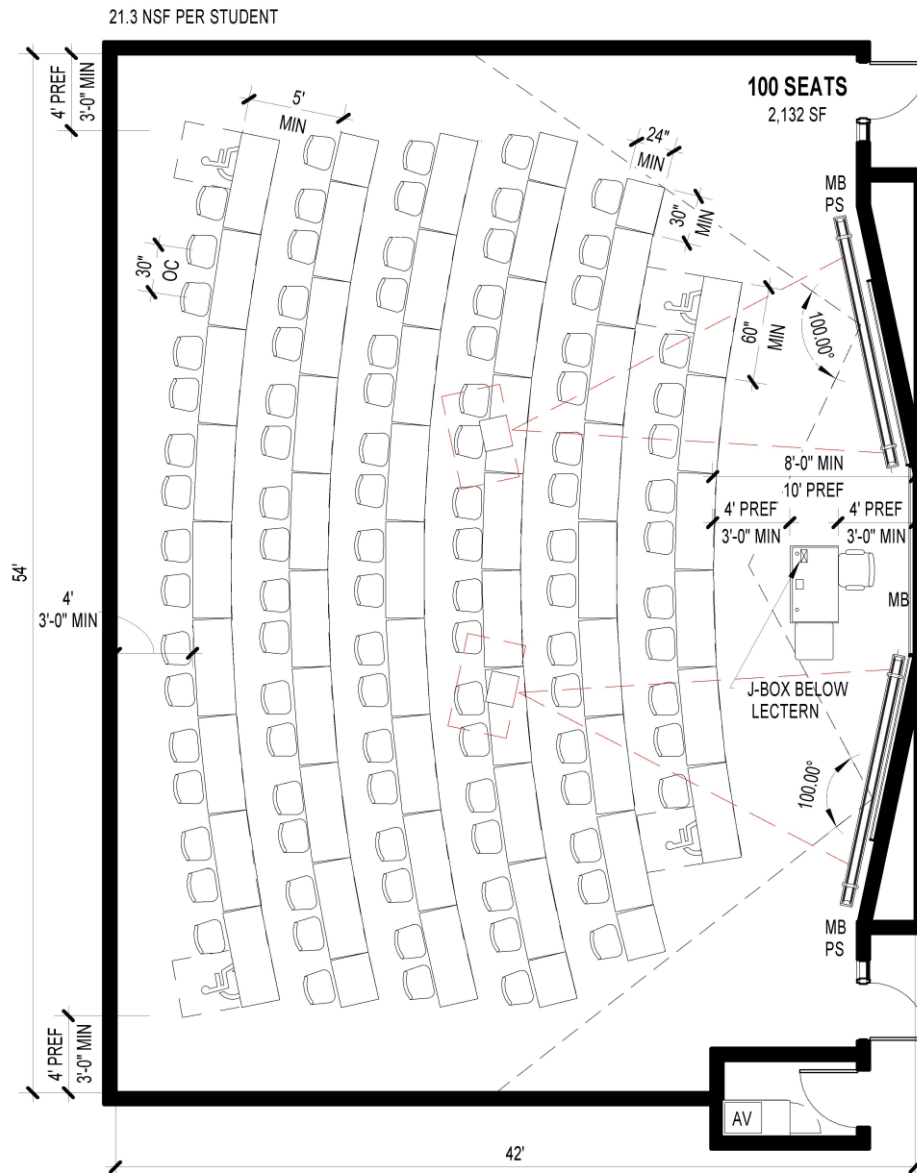 21.3 NSF PER STUDENT
4' PREF
3'-0" MIN
5'
MIN
100 SEATS
2,132 SF
24"
MIN
MB
PS
30"
MIN
30"
OC
60"
MIN
100.00°
8'-0" MIN
10' PREF
4' PREF
3'-0" MIN
4' PREF
3'-0" MIN
54'
4'
3'-0" MIN
MB
J-BOX BELOW
LECTERN
100.00°
MB
PS
4' PREF
3'-0" MIN
AV
42'